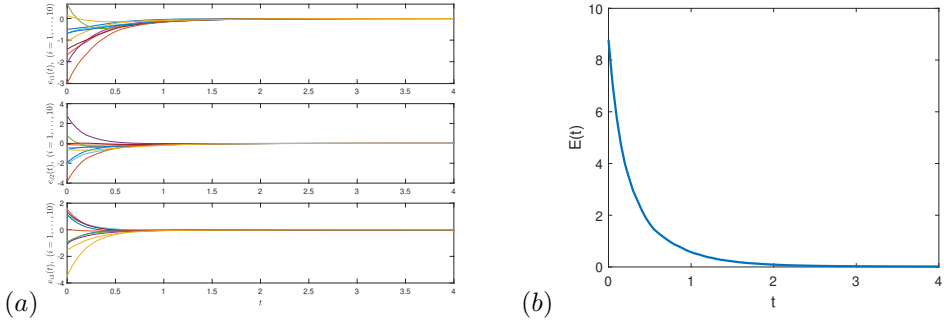 0
-1
-2
-3
0 0.5 1 1.5 2 2.5 3 3.5 4
e_{i1}(t), (i = 1, . . . , 10)
4
2
0
-2
-4
0 0.5 1 1.5 2 2.5 3 3.5 4
e_{i2}(t), (i = 1, . . . , 10)
2
0
-2
-4
0 0.5 1 1.5 2 2.5 3 3.5 4
e_{i3}(t), (i = 1, . . . , 10)
t
(a)
10
8
6
4
2
0
0 1 2 3 4
E(t)
t
(b)